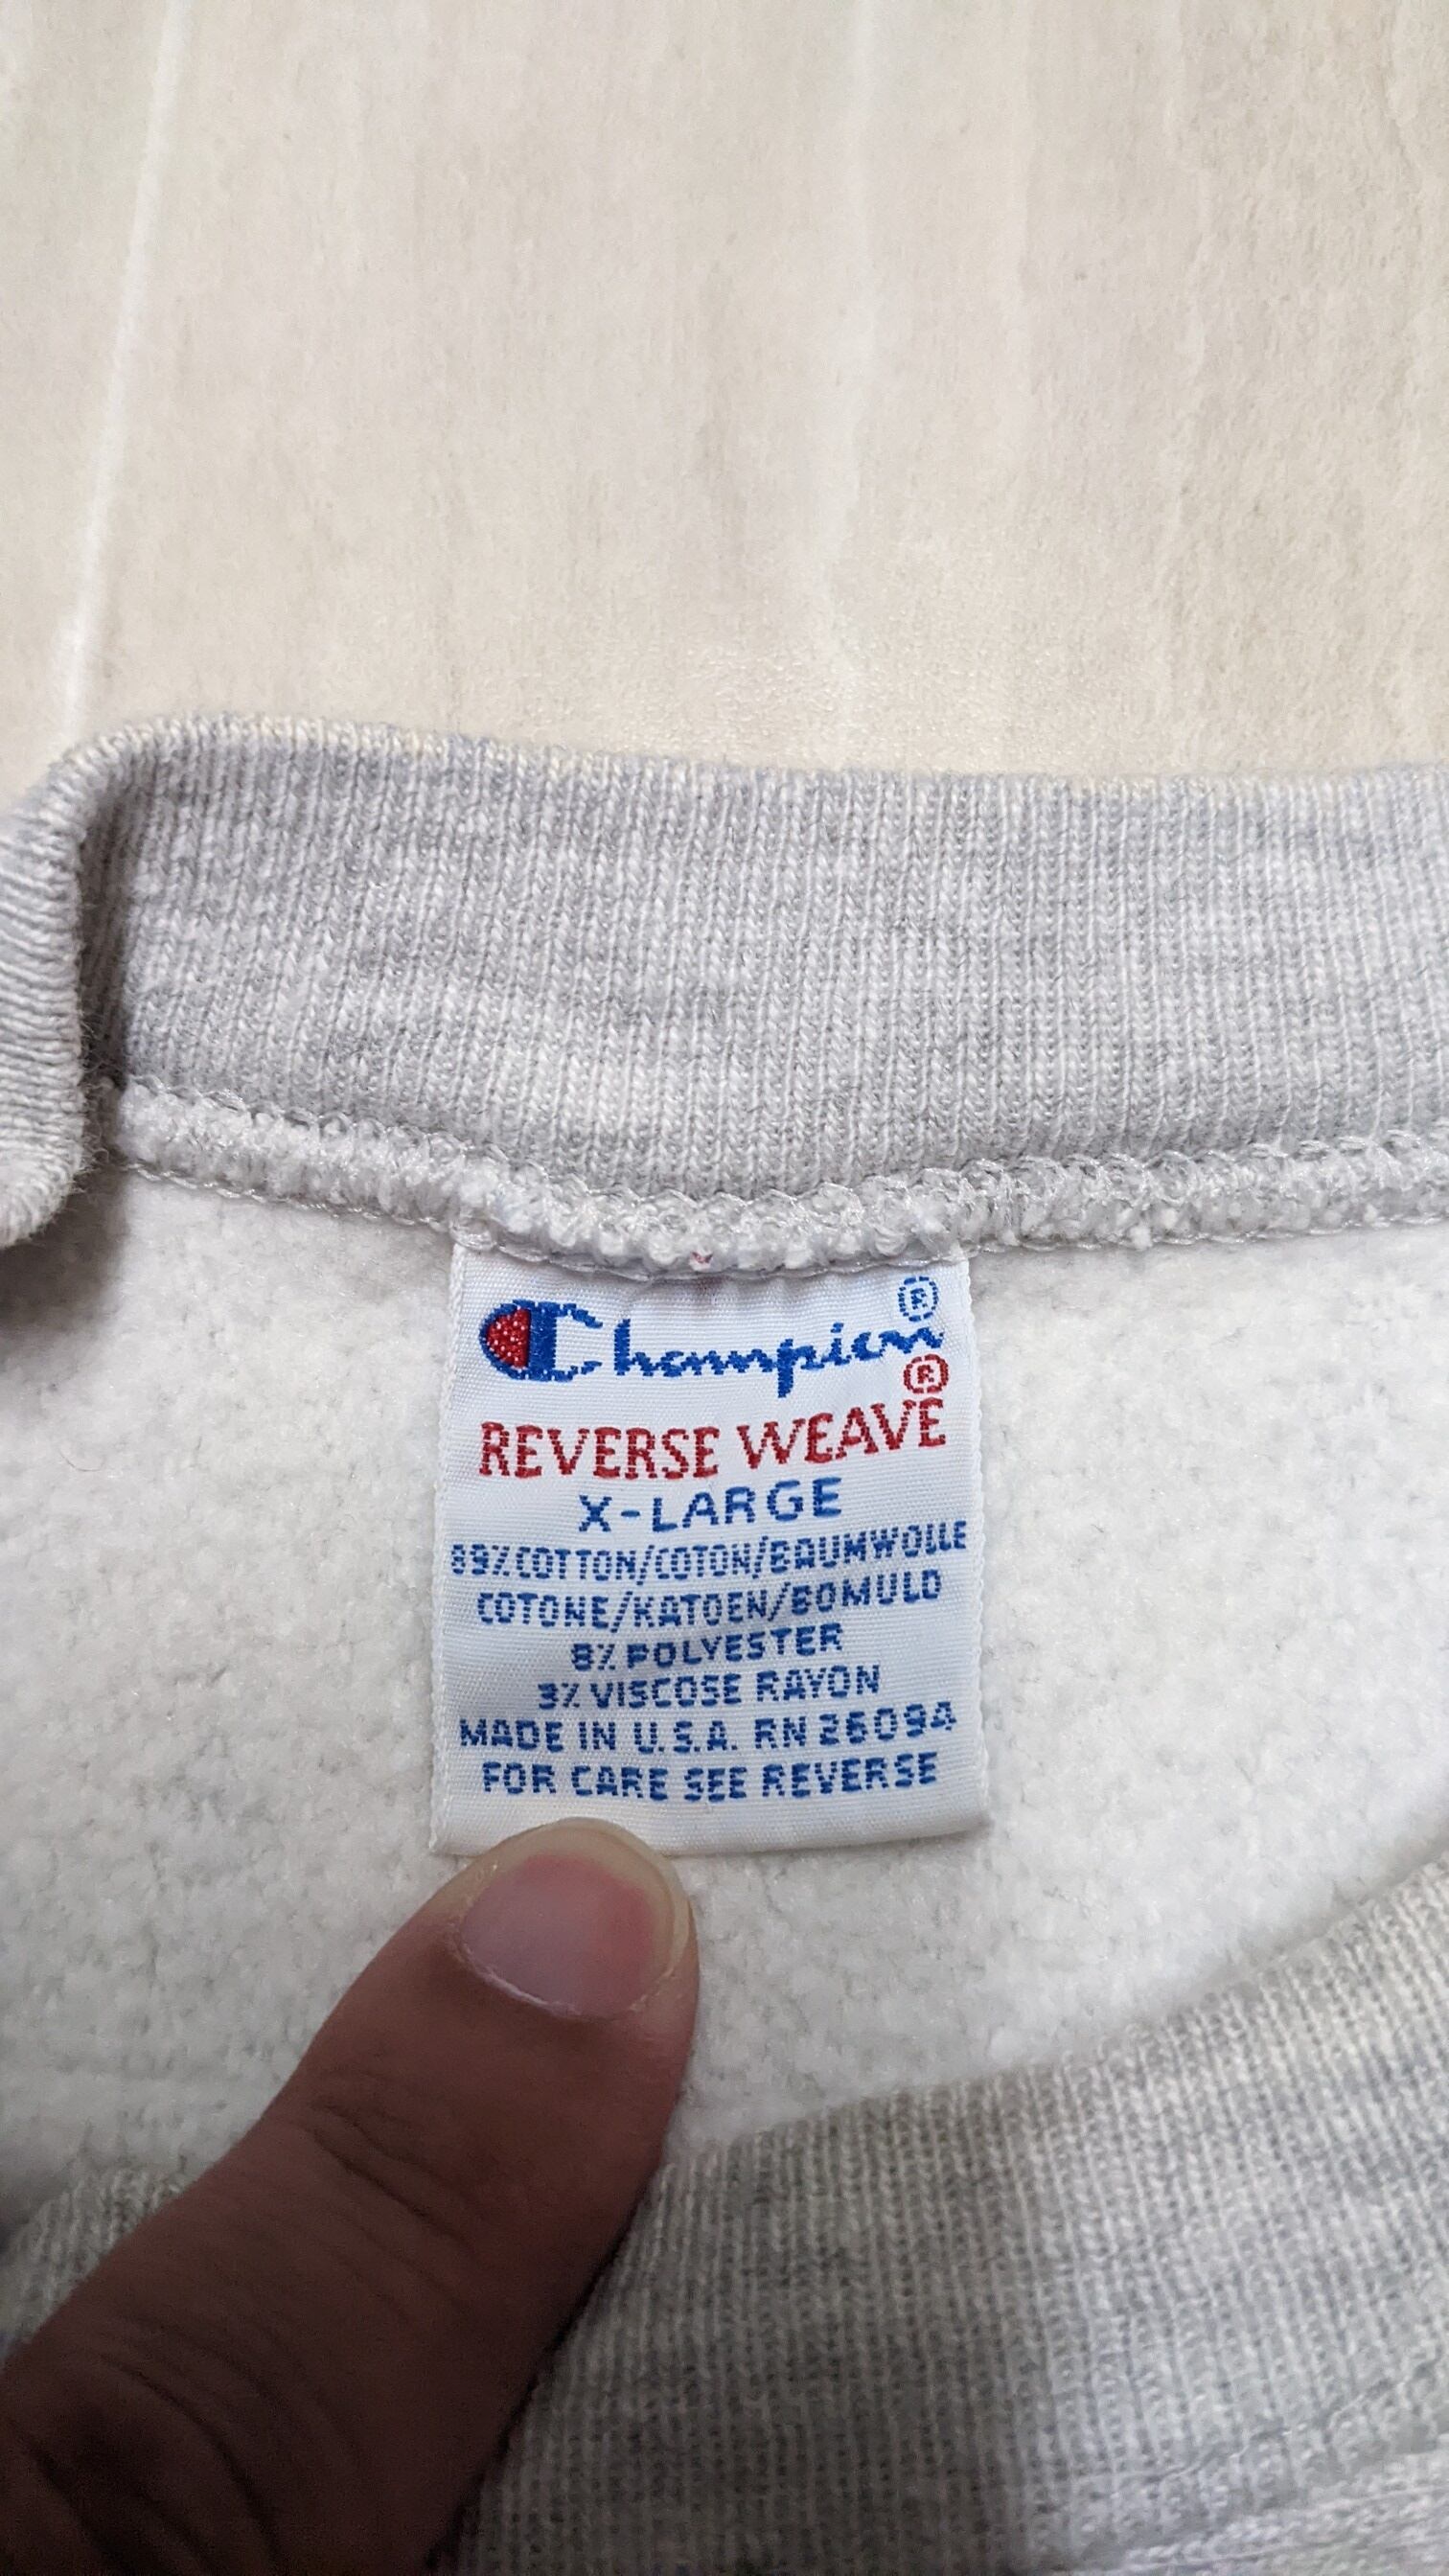 Champion®
REVERSE WEAVE®
X-LARGE
89% COTTON/COTON/BAUMWOLLE
COTONE/KATOEN/BOMULD
8% POLYESTER
3% VISCOSE RAYON
MADE IN U.S.A. RN 26094
FOR CARE SEE REVERSE